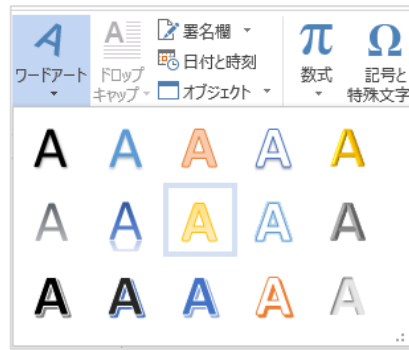 ワードアート
ドロップ
キャップ
署名欄
日付と時刻
オブジェクト
π
数式
Ω
記号と
特殊文字
A A A A A
A A A A A
A A A A A